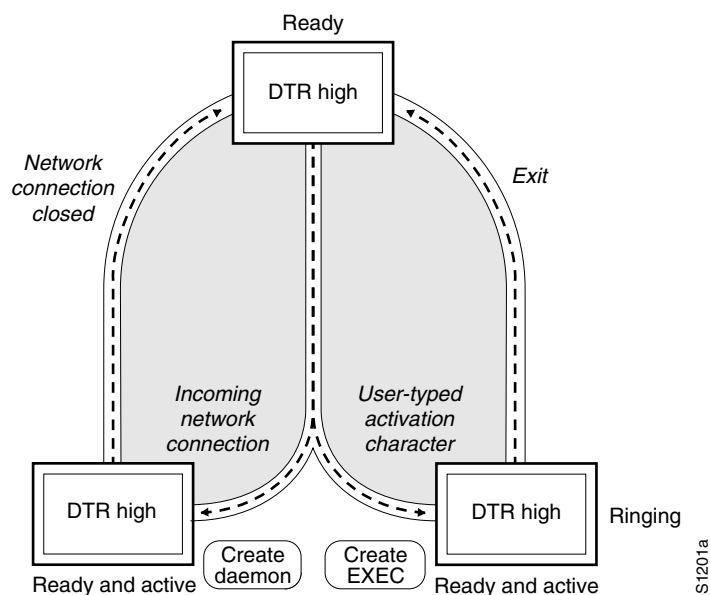 Ready
DTR high
Network
connection
closed
Exit
Incoming
network
connection
User-typed
activation
character
DTR high
DTR high
Ringing
Create
daemon
Create
EXEC
Ready and active
Ready and active
S1201a